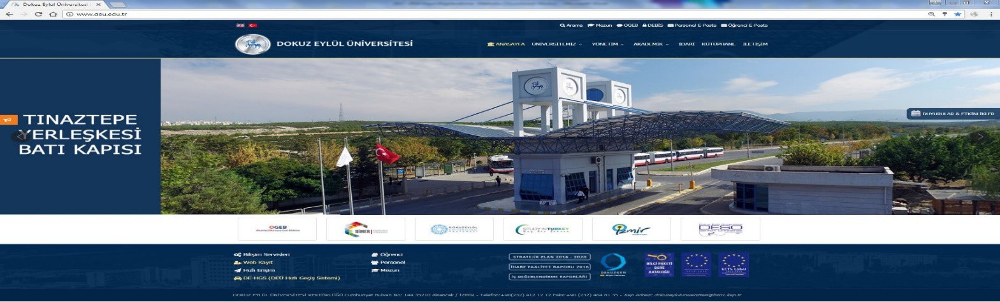 Dokuz Eylül Üniversitesi
www.deu.edu.tr
Arama Mezun OGEB DEBİS Personel E-Posta Öğrenci E-Posta
DOKUZ EYLÜL ÜNİVERSİTESİ
ANASAYFA ÜNİVERSİTEMİZ YÖNETİM AKADEMİK İDARİ KÜTÜPHANE İLETİŞİM
TINAZTEPE
YERLEŞKESİ
BATI KAPISI
DUYURULAR & ETKİNLİKLER
OGEB
BİMER
DOKUZ EYLÜL
STUDY IN TURKEY
İzmir
DESO
Bilişim Servisleri
Web Kayıt
Hızlı Erişim
DE-HGS (DEÜ Hızlı Geçiş Sistemi)
Öğrenci
Personel
Mezun
STRATEJİK PLAN 2016 - 2020
İDARE FAALİYET RAPORU 2016
İÇ DEĞERLENDİRME RAPORLARI
DOKUZGEN
BİLGİ PAKETİ
DERS
KATALOĞU
ECTS Label
DOKUZ EYLÜL ÜNİVERSİTESİ REKTÖRLÜĞÜ Cumhuriyet Bulvarı No: 144 35210 Alsancak / İZMİR - Telefon:+90(232) 412 12 12 Faks:+90 (232) 464 81 35 - Kep Adresi: dokuzeyluluniversitesi@hs01.kep.tr